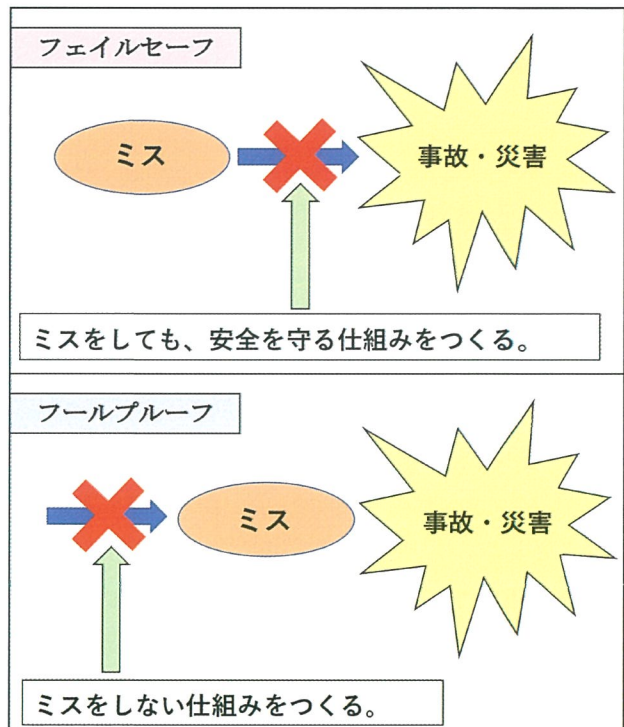 フェイルセーフ
ミス
事故・災害
ミスをしても、安全を守る仕組みをつくる。
フールプルーフ
ミス
事故・災害
ミスをしない仕組みをつくる。